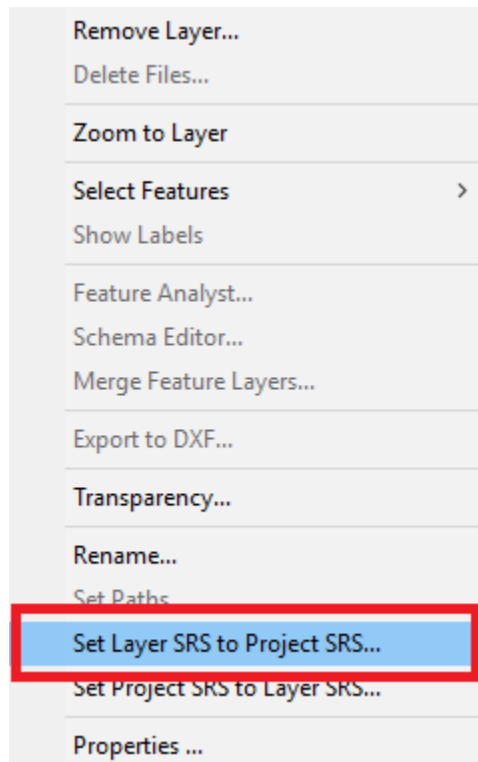 Remove Layer...
Delete Files...
Zoom to Layer
Select Features
Show Labels
Feature Analyst...
Schema Editor...
Merge Feature Layers...
Export to DXF...
Transparency...
Rename...
Set Paths
Set Layer SRS to Project SRS...
Set Project SRS to Layer SRS...
Properties ...